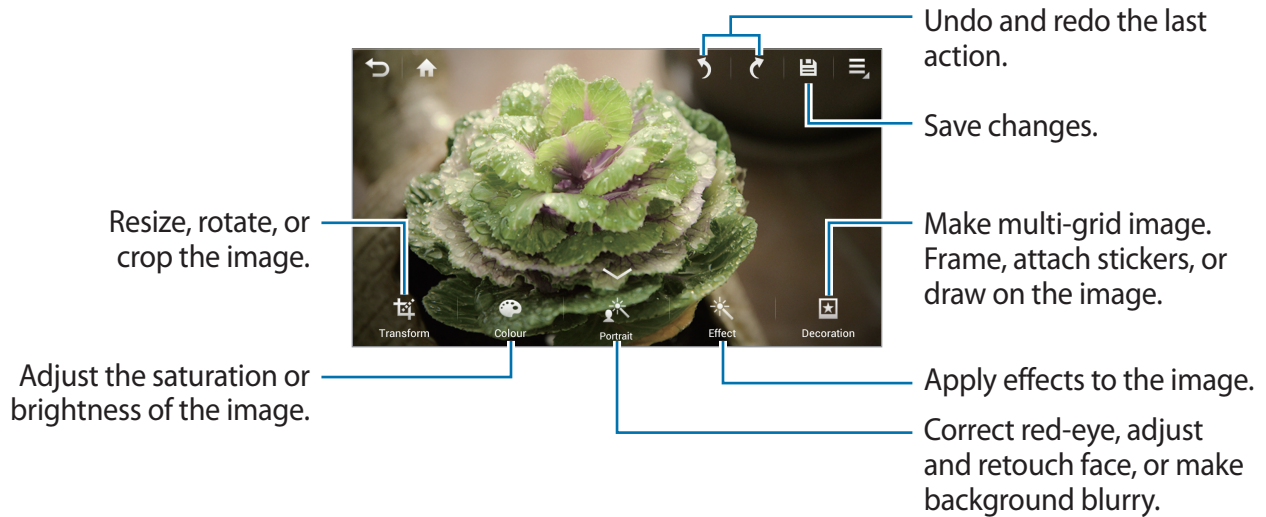 Undo and redo the last
action.
Save changes.
Resize, rotate, or
crop the image.
Make multi-grid image.
Frame, attach stickers, or
draw on the image.
Transform
Colour
Portrait
Effect
Decoration
Adjust the saturation or
brightness of the image.
Apply effects to the image.
Correct red-eye, adjust
and retouch face, or make
background blurry.